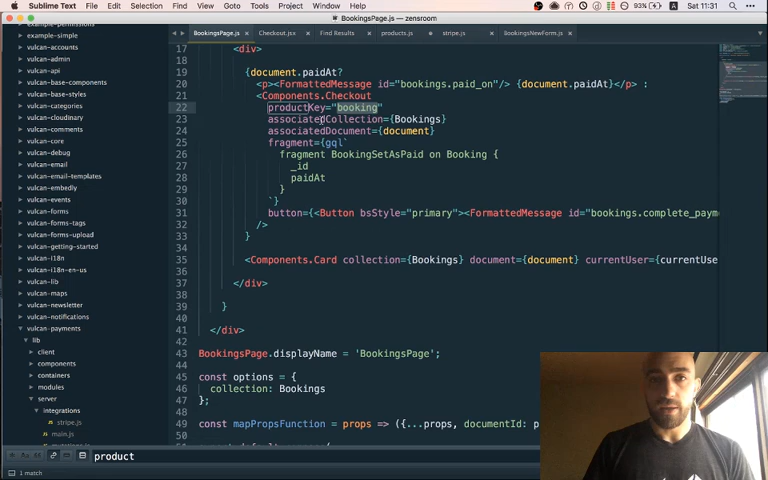 Sublime Text File Edit Selection Find View Goto Tools Project Window Help 93% Sat 11:31
BookingsPage.js — zensroom
BookingsPage.js Checkout.jsx Find Results products.js stripe.js BookingsNewForm.js
example-permissions
example-simple
vulcan-accounts
vulcan-admin
vulcan-api
vulcan-base-components
vulcan-base-styles
vulcan-categories
vulcan-cloudinary
vulcan-comments
vulcan-core
vulcan-debug
vulcan-email
vulcan-email-templates
vulcan-embedly
vulcan-events
vulcan-forms
vulcan-forms-tags
vulcan-forms-upload
vulcan-getting-started
vulcan-i18n
vulcan-i18n-en-us
vulcan-lib
vulcan-maps
vulcan-newsletter
vulcan-notifications
vulcan-payments
lib
client
components
containers
modules
server
integrations
stripe.js
main.js
17 <div>
18
19 {document.paidAt?
20 <p><FormattedMessage id="bookings.paid_on"/> {document.paidAt}</p> :
21 <Components.Checkout
22 productKey="booking"
23 associatedCollection={Bookings}
24 associatedDocument={document}
25 fragment={gql`
26 fragment BookingSetAsPaid on Booking {
27 _id
28 paidAt
29 }
30 `}
31 button={<Button bsStyle="primary"><FormattedMessage id="bookings.complete_paym
32 />
33 }
34
35 <Components.Card collection={Bookings} document={document} currentUser={currentUse
36
37 </div>
38
39 }
40
41 </div>
42
43 BookingsPage.displayName = 'BookingsPage';
44
45 const options = {
46 collection: Bookings
47 };
48
49 const mapPropsFunction = props => ({...props, documentId: p
50
product
1 match